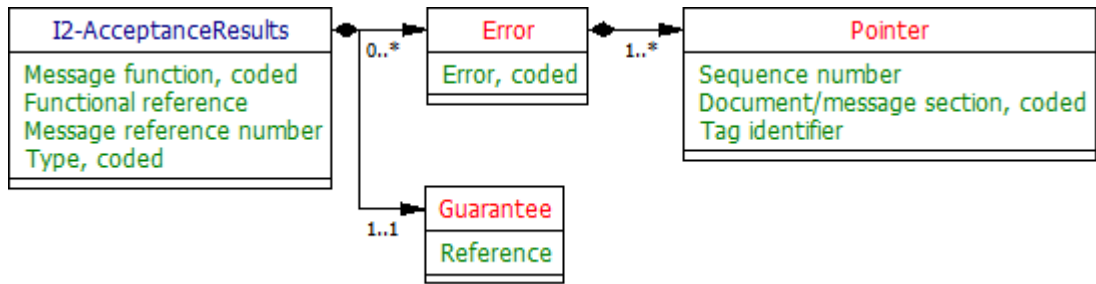 I2-AcceptanceResults
Message function, coded
Functional reference
Message reference number
Type, coded
0..*
Error
Error, coded
1..*
Pointer
Sequence number
Document/message section, coded
Tag identifier
1..1
Guarantee
Reference